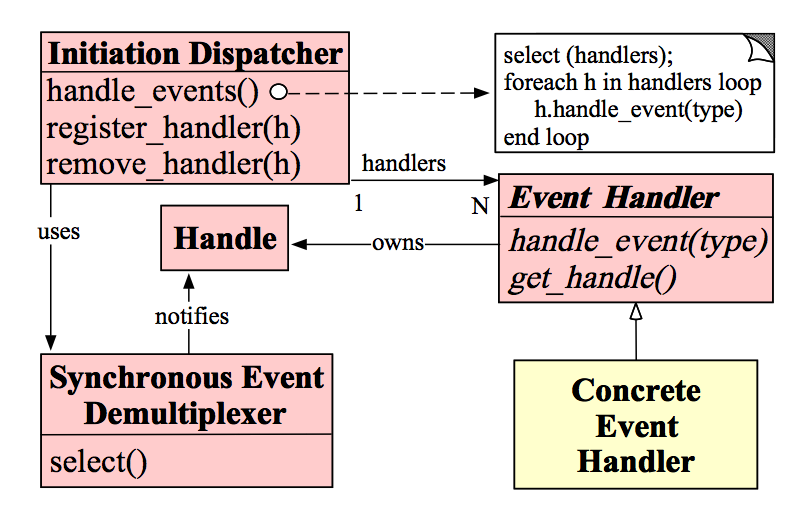 Initiation Dispatcher
handle_events()
register_handler(h)
remove_handler(h)
select (handlers);
foreach h in handlers loop
h.handle_event(type)
end loop
handlers
1
N
Event Handler
handle_event(type)
get_handle()
uses
Handle
owns
notifies
Synchronous Event
Demultiplexer
select()
Concrete
Event
Handler